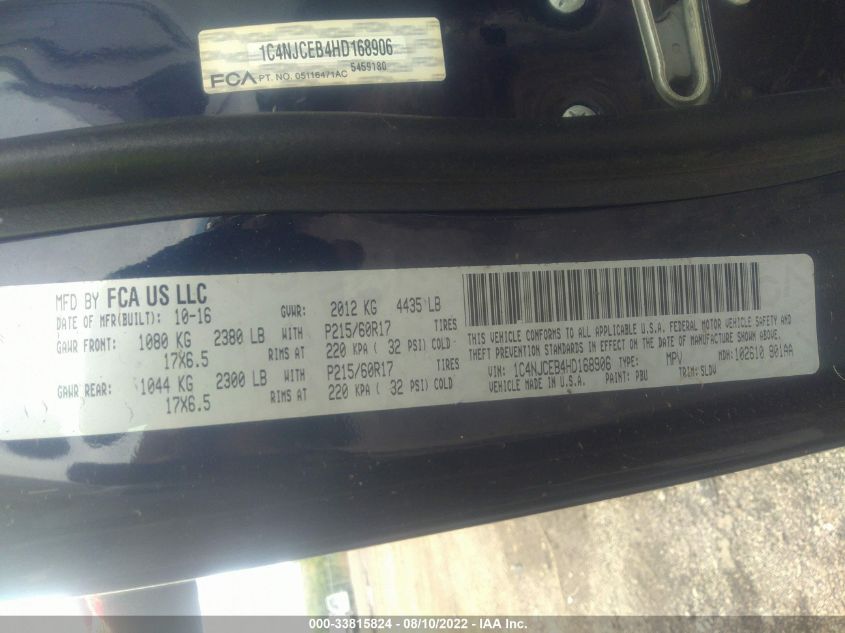 1C4NJCEB4HD168906
5459180
FCA PT. NO. 05116471AC
MFD BY FCA US LLC
DATE OF MFR(BUILT): 10-16 GVWR: 2012 KG 4435 LB
GAWR FRONT: 1080 KG 2380 LB WITH P215/60R17 TIRES
17X6.5 RIMS AT 220 KPA ( 32 PSI) COLD
GAWR REAR: 1044 KG 2300 LB WITH P215/60R17 TIRES
17X6.5 RIMS AT 220 KPA ( 32 PSI) COLD
THIS VEHICLE CONFORMS TO ALL APPLICABLE U.S.A. FEDERAL MOTOR VEHICLE SAFETY AND
THEFT PREVENTION STANDARDS IN EFFECT ON THE DATE OF MANUFACTURE SHOWN ABOVE.
VIN: 1C4NJCEB4HD168906 TYPE: MPV MDH: 102610 901AA
VEHICLE MADE IN U.S.A. PAINT: PBU TRIM: SLDV
000-33815824 - 08/10/2022 - IAAI.COM